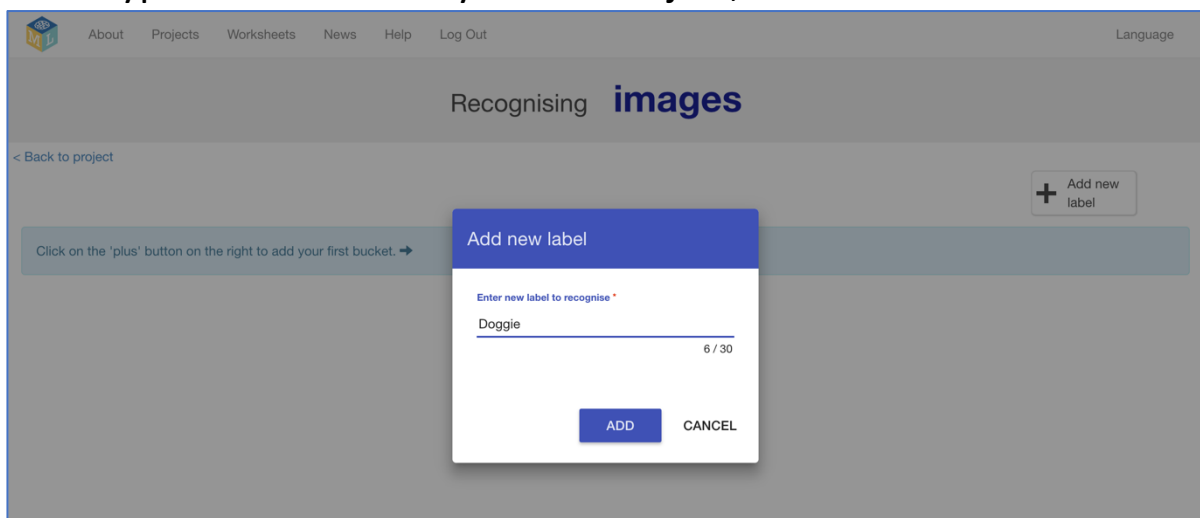 About Projects Worksheets News Help Log Out Language
Recognising images
< Back to project
+ Add new
label
Click on the 'plus' button on the right to add your first bucket. ➔
Add new label
Enter new label to recognise *
Doggie
6 / 30
ADD CANCEL